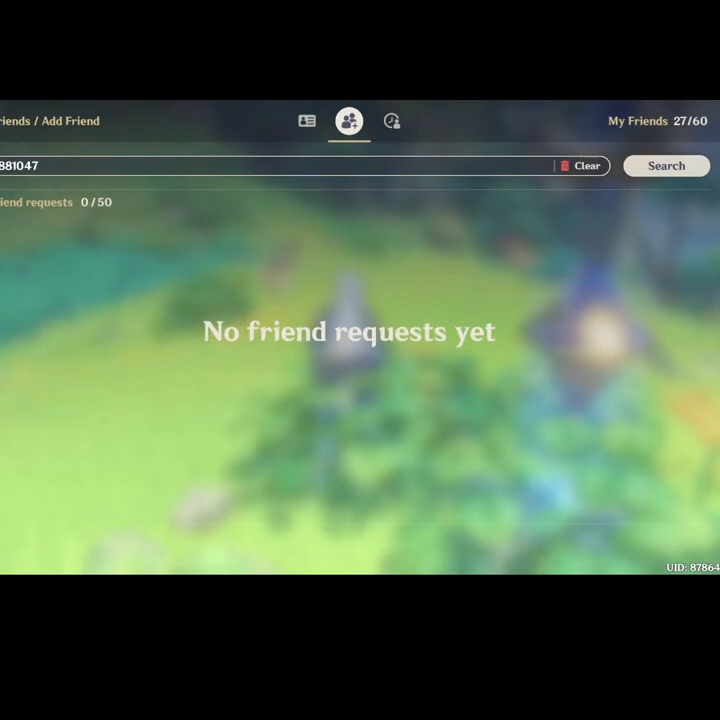 riends / Add Friend
My Friends 27/60
881047
Clear
Search
iend requests 0/50
No friend requests yet
UID: 87864